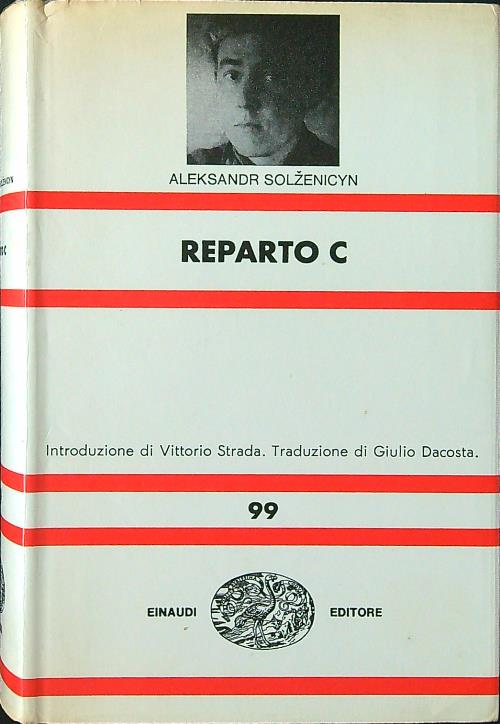 ALEKSANDR SOLŽENICYN
REPARTO C
Introduzione di Vittorio Strada. Traduzione di Giulio Dacosta.
99
EINAUDI EDITORE